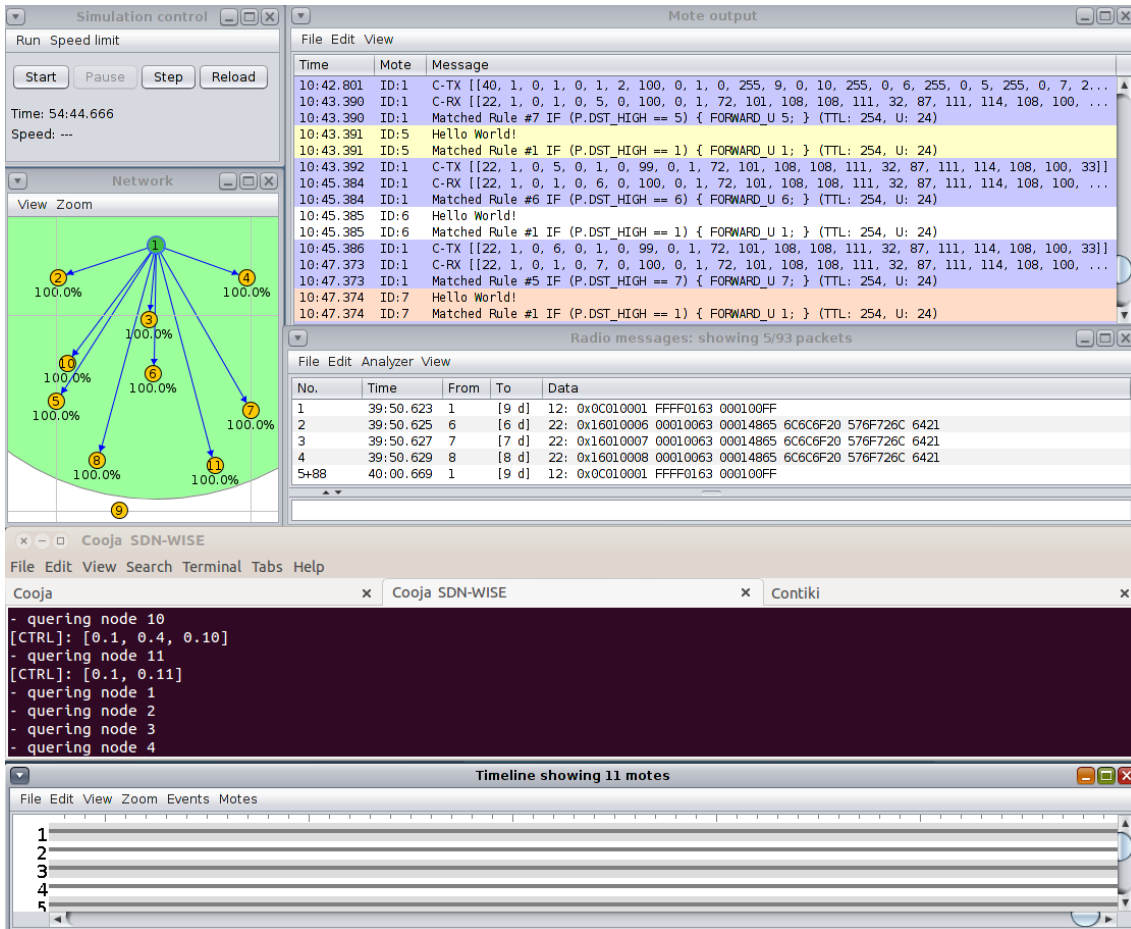 Simulation control
Run Speed limit
Start Pause Step Reload
Time: 54:44.666
Speed: ---
Network
View Zoom
1
2
100.0%
4
100.0%
3
100.0%
10
100.0%
6
100.0%
5
100.0%
7
100.0%
8
100.0%
11
100.0%
9
Mote output
File Edit View
Time Mote Message
10:42.801 ID:1 C-TX [[40, 1, 0, 1, 0, 1, 2, 100, 0, 1, 0, 255, 9, 0, 10, 255, 0, 6, 255, 0, 5, 255, 0, 7, 2...
10:43.390 ID:1 C-RX [[22, 1, 0, 1, 0, 5, 0, 100, 0, 1, 72, 101, 108, 108, 111, 32, 87, 111, 114, 108, 100, ...
10:43.390 ID:1 Matched Rule #7 IF (P.DST_HIGH == 5) { FORWARD_U 5; } (TTL: 254, U: 24)
10:43.391 ID:5 Hello World!
10:43.391 ID:5 Matched Rule #1 IF (P.DST_HIGH == 1) { FORWARD_U 1; } (TTL: 254, U: 24)
10:43.392 ID:1 C-TX [[22, 1, 0, 5, 0, 1, 0, 99, 0, 1, 72, 101, 108, 108, 111, 32, 87, 111, 114, 108, 100, 33]]
10:45.384 ID:1 C-RX [[22, 1, 0, 1, 0, 6, 0, 100, 0, 1, 72, 101, 108, 108, 111, 32, 87, 111, 114, 108, 100, ...
10:45.384 ID:1 Matched Rule #6 IF (P.DST_HIGH == 6) { FORWARD_U 6; } (TTL: 254, U: 24)
10:45.385 ID:6 Hello World!
10:45.385 ID:6 Matched Rule #1 IF (P.DST_HIGH == 1) { FORWARD_U 1; } (TTL: 254, U: 24)
10:45.386 ID:1 C-TX [[22, 1, 0, 6, 0, 1, 0, 99, 0, 1, 72, 101, 108, 108, 111, 32, 87, 111, 114, 108, 100, 33]]
10:47.373 ID:1 C-RX [[22, 1, 0, 1, 0, 7, 0, 100, 0, 1, 72, 101, 108, 108, 111, 32, 87, 111, 114, 108, 100, ...
10:47.373 ID:1 Matched Rule #5 IF (P.DST_HIGH == 7) { FORWARD_U 7; } (TTL: 254, U: 24)
10:47.374 ID:7 Hello World!
10:47.374 ID:7 Matched Rule #1 IF (P.DST_HIGH == 1) { FORWARD_U 1; } (TTL: 254, U: 24)
Radio messages: showing 5/93 packets
File Edit Analyzer View
No. Time From To Data
1 39:50.623 1 [9 d] 12: 0x0C010001 FFFF0163 000100FF
2 39:50.625 6 [6 d] 22: 0x16010006 00010063 00014865 6C6C6F20 576F726C 6421
3 39:50.627 7 [7 d] 22: 0x16010007 00010063 00014865 6C6C6F20 576F726C 6421
4 39:50.629 8 [8 d] 22: 0x16010008 00010063 00014865 6C6C6F20 576F726C 6421
5+88 40:00.669 1 [9 d] 12: 0x0C010001 FFFF0163 000100FF
Cooja SDN-WISE
File Edit View Search Terminal Tabs Help
Cooja Cooja SDN-WISE Contiki
- quering node 10
[CTRL]: [0.1, 0.4, 0.10]
- quering node 11
[CTRL]: [0.1, 0.11]
- quering node 1
- quering node 2
- quering node 3
- quering node 4
Timeline showing 11 motes
File Edit View Zoom Events Motes
1
2
3
4
5